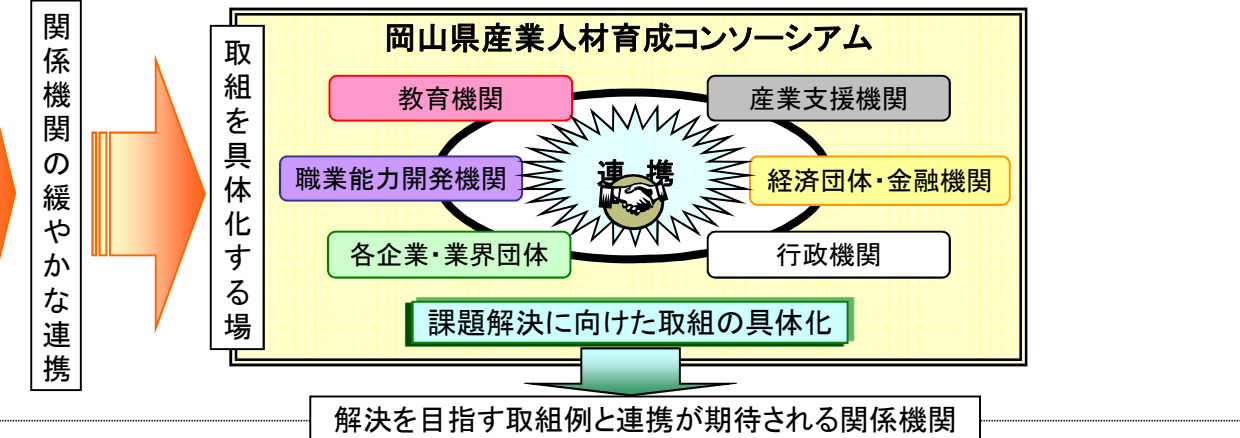 関係機関の緩やかな連携
取組を具体化する場
岡山県産業人材育成コンソーシアム
教育機関
産業支援機関
職業能力開発機関
連携
経済団体・金融機関
各企業・業界団体
行政機関
課題解決に向けた取組の具体化
解決を目指す取組例と連携が期待される関係機関